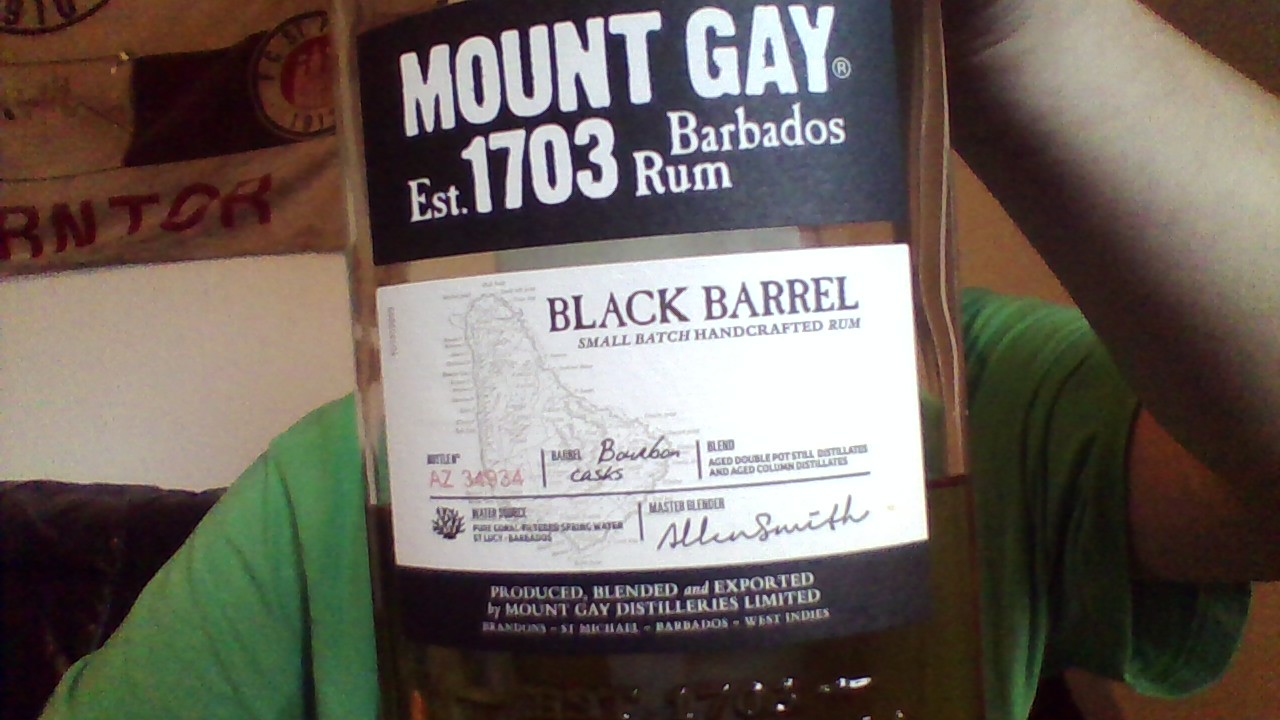 RNTOR
MOUNT GAY®
Est. 1703 Barbados
Rum
BLACK BARREL
SMALL BATCH HANDCRAFTED RUM
BOTTLE Nº
AZ 34934
BARREL Bourbon
casks
BLEND
AGED DOUBLE POT STILL DISTILLATES
AND AGED COLUMN DISTILLATES
WATER SOURCE
PURE CORAL-FILTERED SPRING WATER
ST LUCY - BARBADOS
MASTER BLENDER
Allen Smith
PRODUCED, BLENDED and EXPORTED
by MOUNT GAY DISTILLERIES LIMITED
BRANDONS - ST MICHAEL - BARBADOS - WEST INDIES